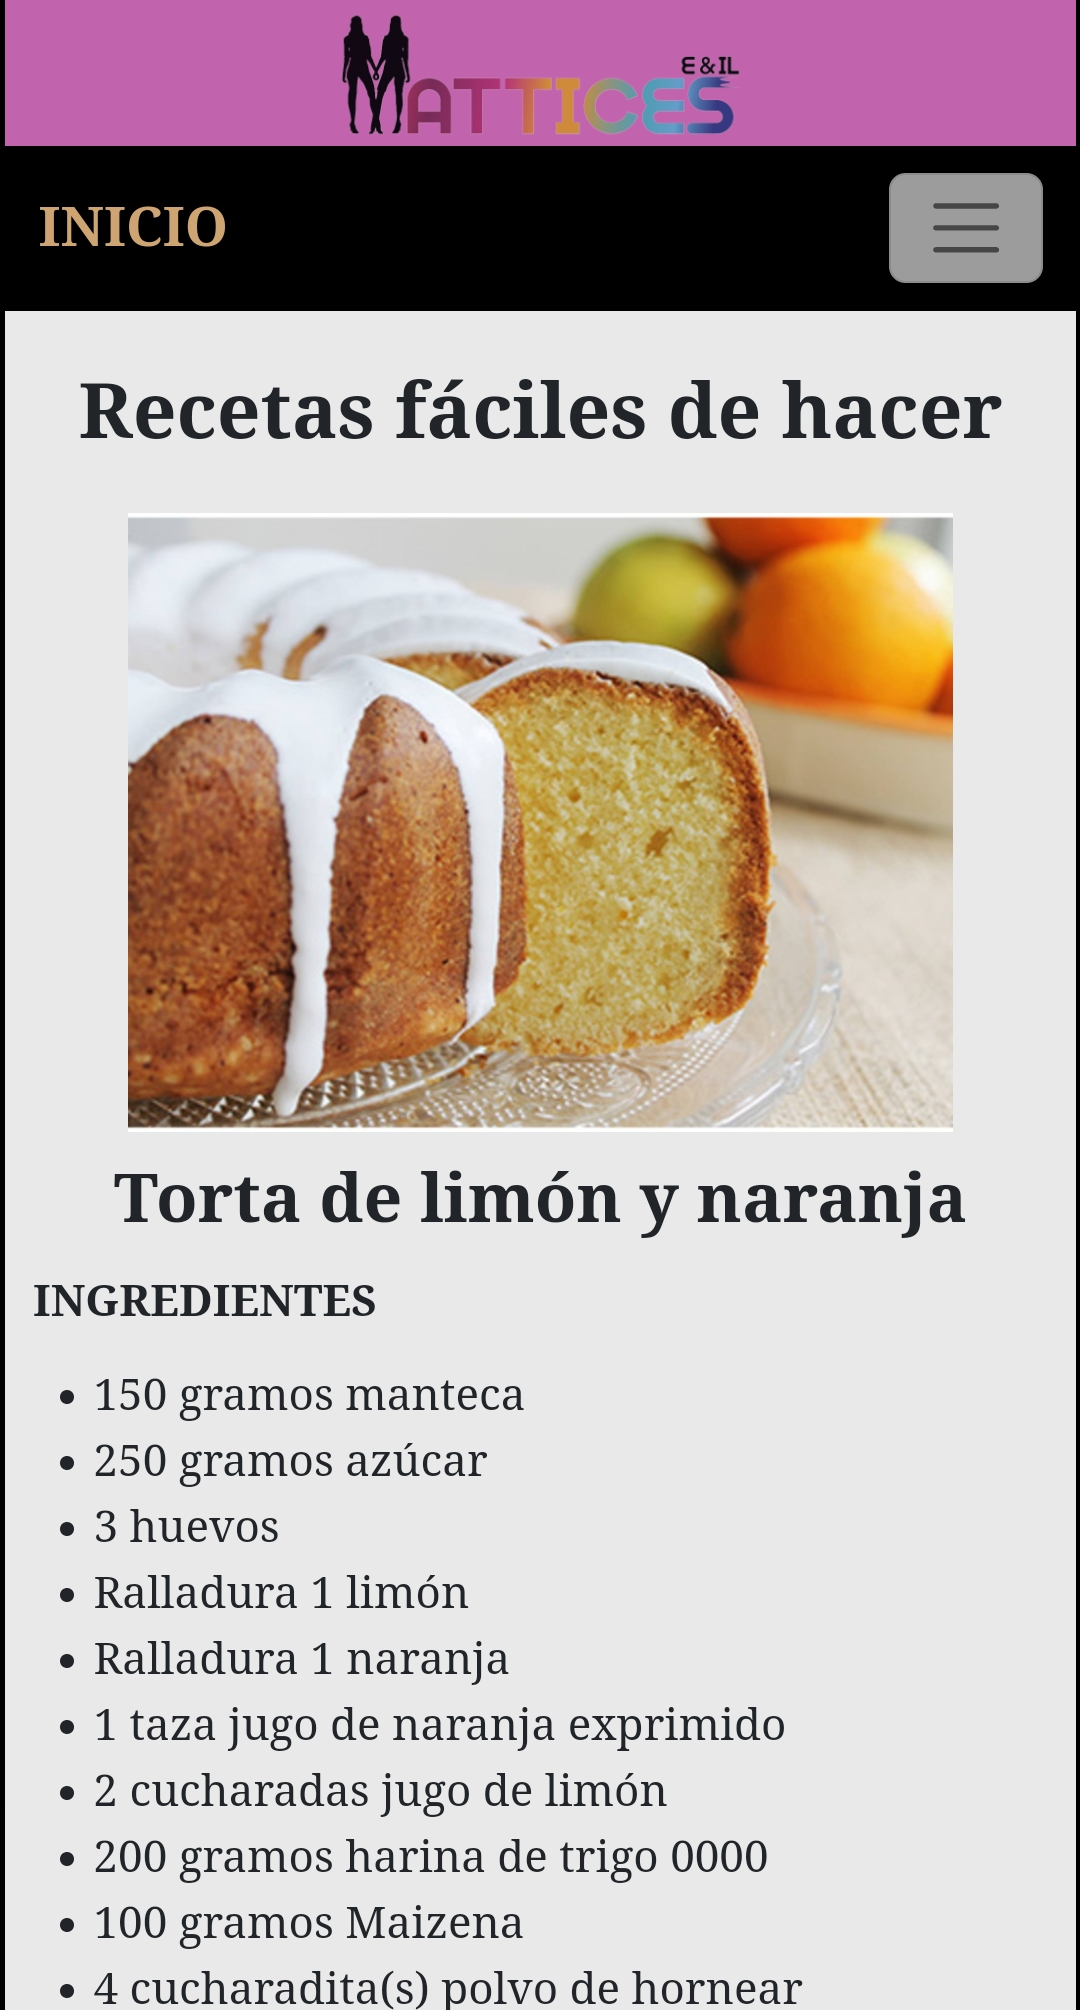 MATTICES
E & IL
INICIO
Recetas fáciles de hacer
Torta de limón y naranja
INGREDIENTES
150 gramos manteca
250 gramos azúcar
3 huevos
Ralladura 1 limón
Ralladura 1 naranja
1 taza jugo de naranja exprimido
2 cucharadas jugo de limón
200 gramos harina de trigo 0000
100 gramos Maizena
4 cucharadita(s) polvo de hornear